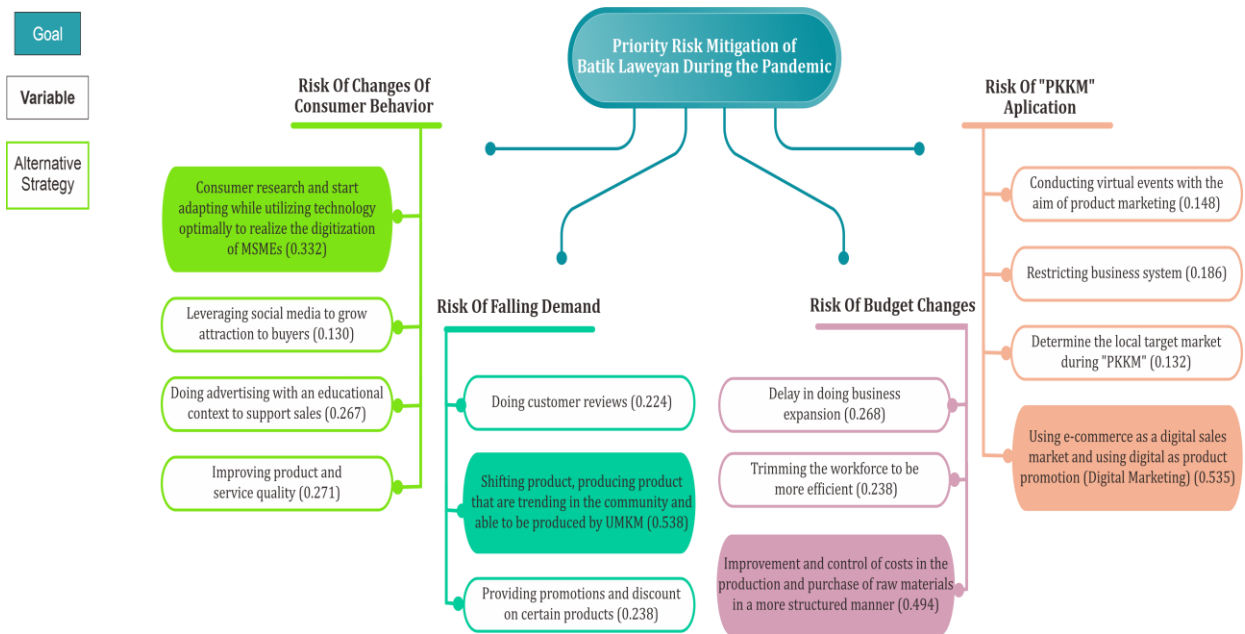 Goal
Variable
Alternative
Strategy
Priority Risk Mitigation of
Batik Laweyan During the Pandemic
Risk Of Changes Of
Consumer Behavior
Consumer research and start
adapting while utilizing technology
optimally to realize the digitization
of MSMEs (0.332)
Leveraging social media to grow
attraction to buyers (0.130)
Doing advertising with an educational
context to support sales (0.267)
Improving product and
service quality (0.271)
Risk Of Falling Demand
Doing customer reviews (0.224)
Shifting product, producing product
that are trending in the community and
able to be produced by UMKM (0.538)
Providing promotions and discount
on certain products (0.238)
Risk Of Budget Changes
Delay in doing business
expansion (0.268)
Trimming the workforce to be
more efficient (0.238)
Improvement and control of costs in the
production and purchase of raw materials
in a more structured manner (0.494)
Risk Of "PKKM"
Aplication
Conducting virtual events with the
aim of product marketing (0.148)
Restricting business system (0.186)
Determine the local target market
during "PKKM" (0.132)
Using e-commerce as a digital sales
market and using digital as product
promotion (Digital Marketing) (0.535)